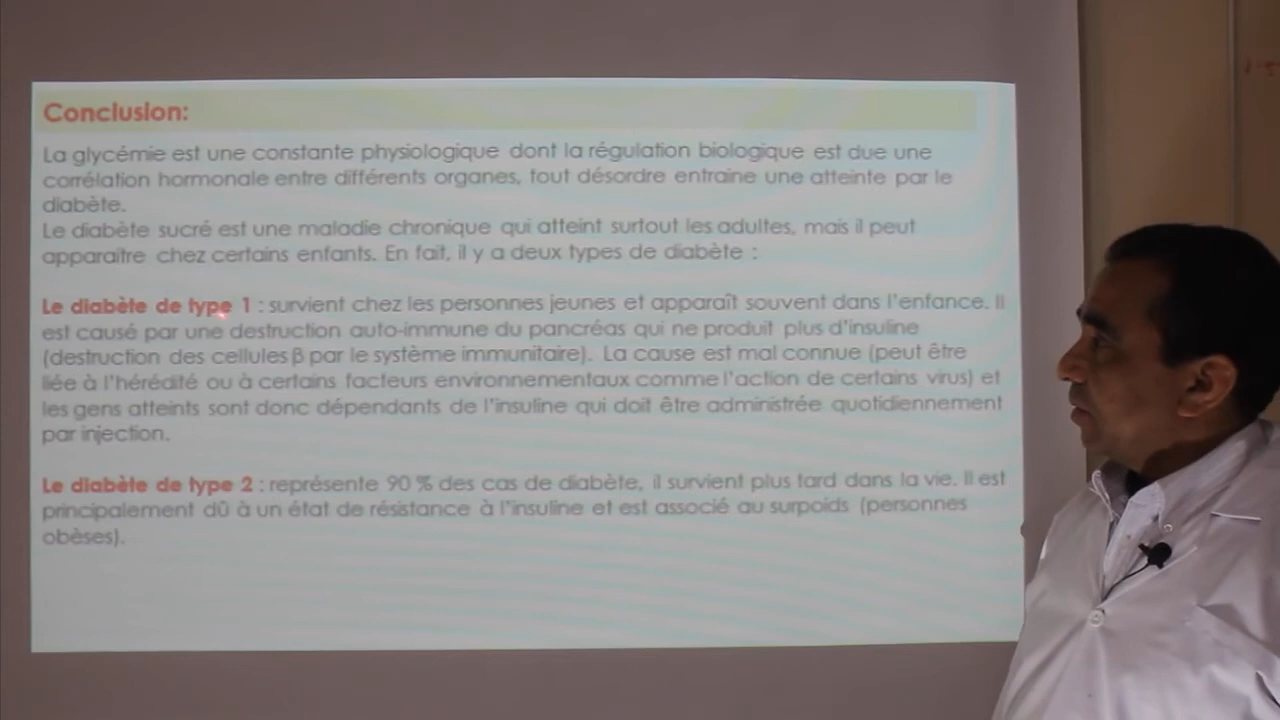 Conclusion:
La glycémie est une constante physiologique dont la régulation biologique est due une
corrélation hormonale entre différents organes, tout désordre entraine une atteinte par le
diabète.
Le diabète sucré est une maladie chronique qui atteint surtout les adultes, mais il peut
apparaitre chez certains enfants. En fait, il y a deux types de diabète :
Le diabète de type 1 : survient chez les personnes jeunes et apparaît souvent dans l'enfance. Il
est causé par une destruction auto-immune du pancréas qui ne produit plus d'insuline
(destruction des cellules β par le système immunitaire). La cause est mal connue (peut être
liée à l'hérédité ou à certains facteurs environnementaux comme l'action de certains virus) et
les gens atteints sont donc dépendants de l'insuline qui doit être administrée quotidiennement
par injection.
Le diabète de type 2 : représente 90 % des cas de diabète, il survient plus tard dans la vie. Il est
principalement dû à un état de résistance à l'insuline et est associé au surpoids (personnes
obèses).